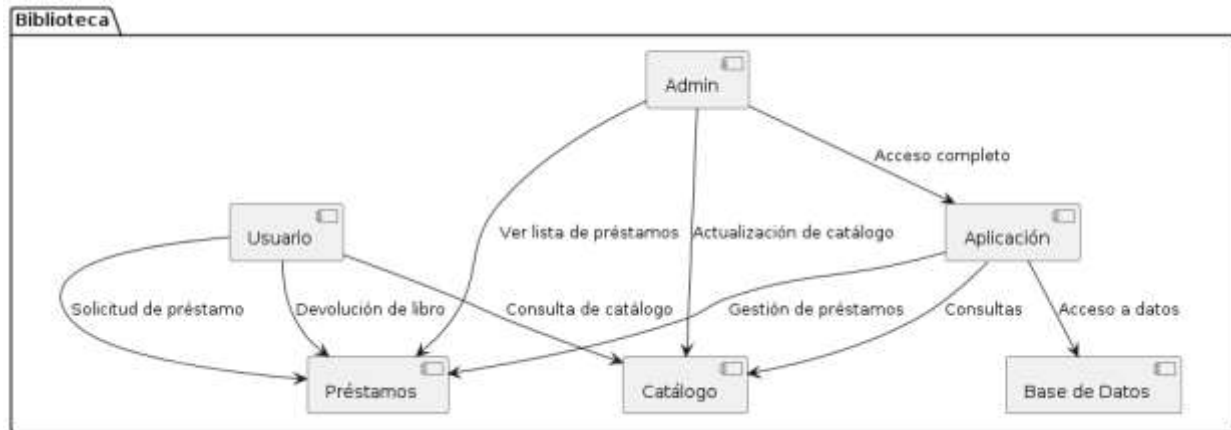 Biblioteca
Admin
Acceso completo
Usuario
Ver lista de préstamos
Actualización de catálogo
Aplicación
Solicitud de préstamo
Devolución de libro
Consulta de catálogo
Gestión de préstamos
Consultas
Acceso a datos
Préstamos
Catálogo
Base de Datos